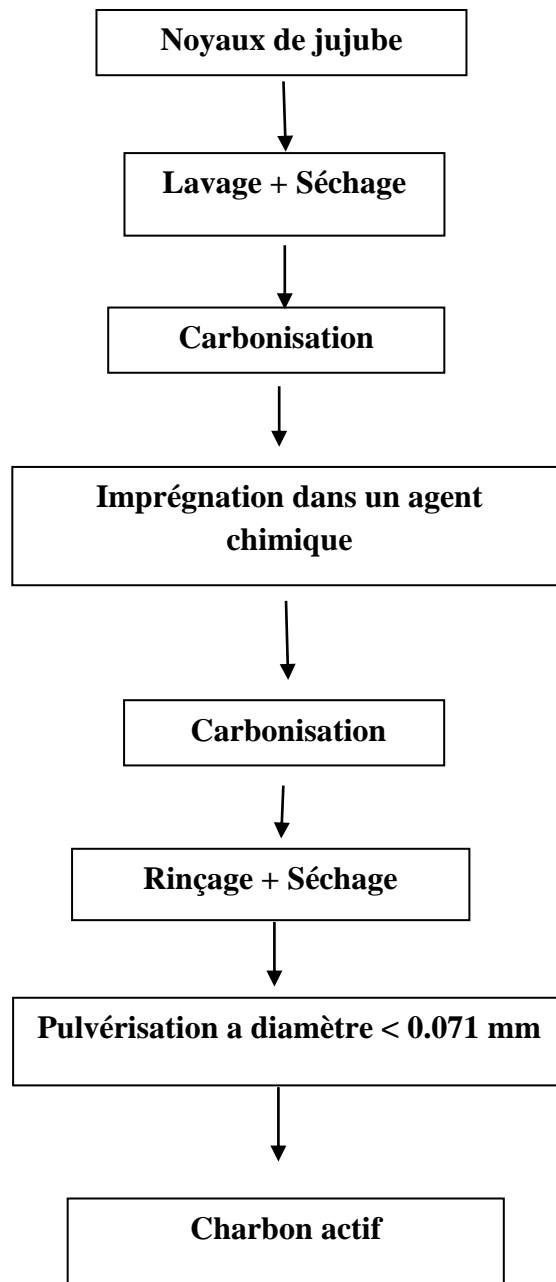 Noyaux de jujube
Lavage + Séchage
Carbonisation
Imprégnation dans un agent
chimique
Carbonisation
Rinçage + Séchage
Pulvérisation a diamètre < 0.071 mm
Charbon actif